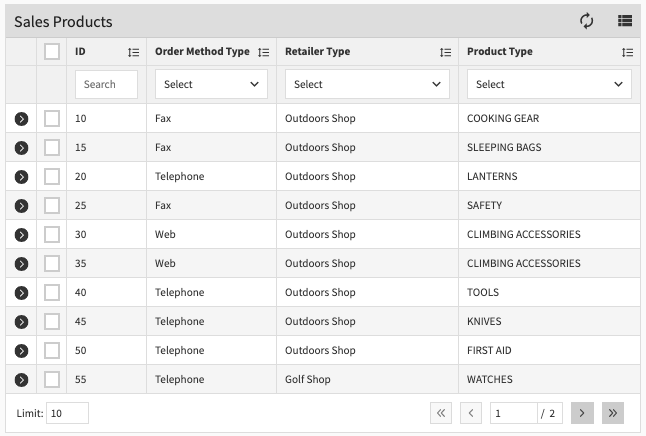 Sales Products
ID Order Method Type Retailer Type Product Type
Search Select Select Select
10 Fax Outdoors Shop COOKING GEAR
15 Fax Outdoors Shop SLEEPING BAGS
20 Telephone Outdoors Shop LANTERNS
25 Fax Outdoors Shop SAFETY
30 Web Outdoors Shop CLIMBING ACCESSORIES
35 Web Outdoors Shop CLIMBING ACCESSORIES
40 Telephone Outdoors Shop TOOLS
45 Telephone Outdoors Shop KNIVES
50 Telephone Outdoors Shop FIRST AID
55 Telephone Golf Shop WATCHES
Limit: 10 « ‹ 1 / 2 › »